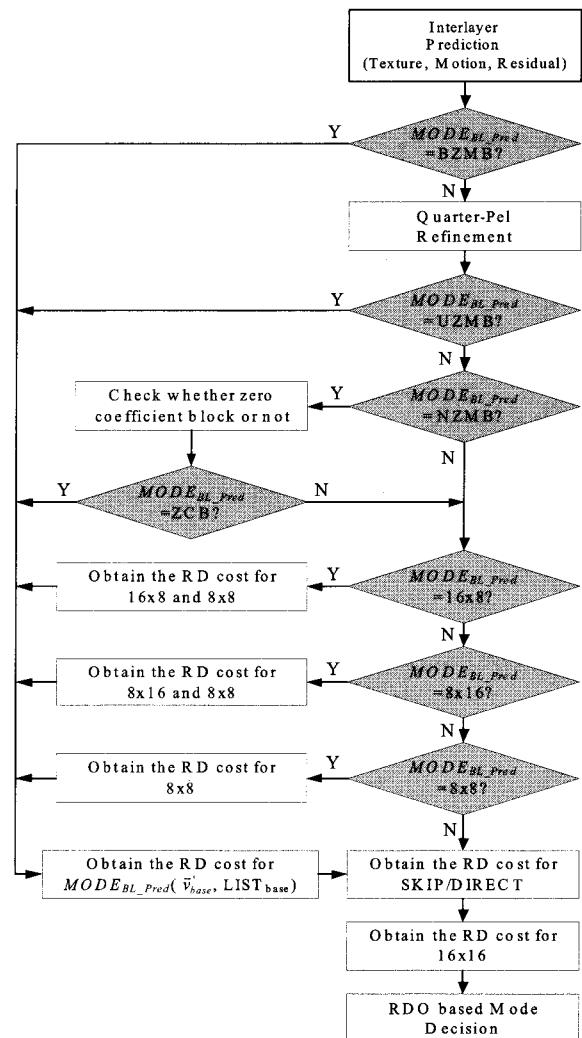 Interlayer
Prediction
(Texture, Motion, Residual)
Y
MODE_BL_Pred
=BZMB?
N
Quarter-Pel
Refinement
Y
MODE_BL_Pred
=UZMB?
N
Check whether zero
coefficient block or not
Y
MODE_BL_Pred
=NZMB?
N
Y
MODE_BL_Pred
=ZCB?
N
Obtain the RD cost for
16x8 and 8x8
Y
MODE_BL_Pred
=16x8?
N
Obtain the RD cost for
8x16 and 8x8
Y
MODE_BL_Pred
=8x16?
N
Obtain the RD cost for
8x8
Y
MODE_BL_Pred
=8x8?
N
Obtain the RD cost for
MODE_BL_Pred( v⃗'_base, LIST_base)
Obtain the RD cost for
SKIP/DIRECT
Obtain the RD cost for
16x16
RDO based Mode
Decision